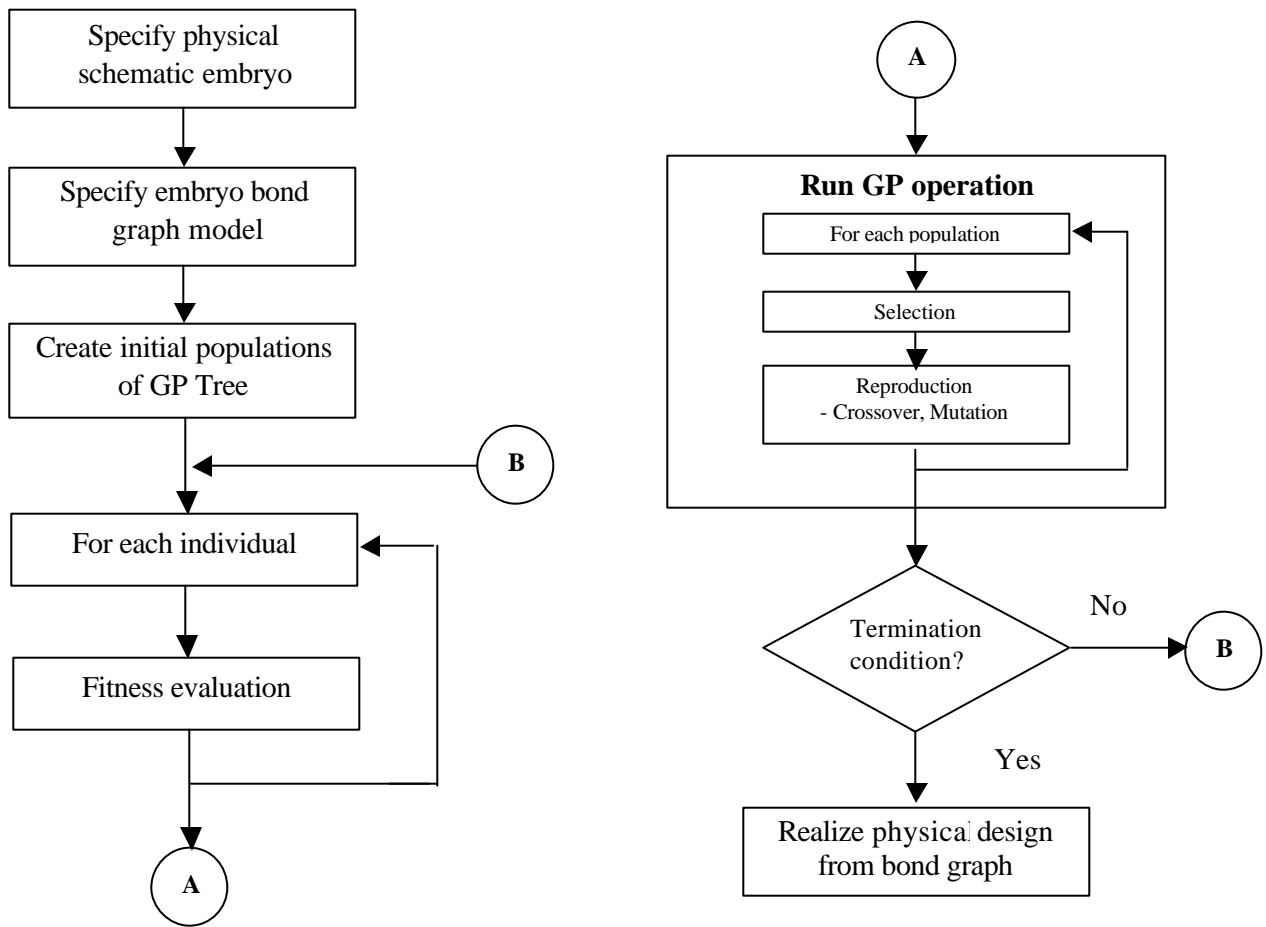 Specify physical
schematic embryo
Specify embryo bond
graph model
Create initial populations
of GP Tree
B
For each individual
Fitness evaluation
A
A
Run GP operation
For each population
Selection
Reproduction
- Crossover, Mutation
Termination
condition?
No
B
Yes
Realize physical design
from bond graph